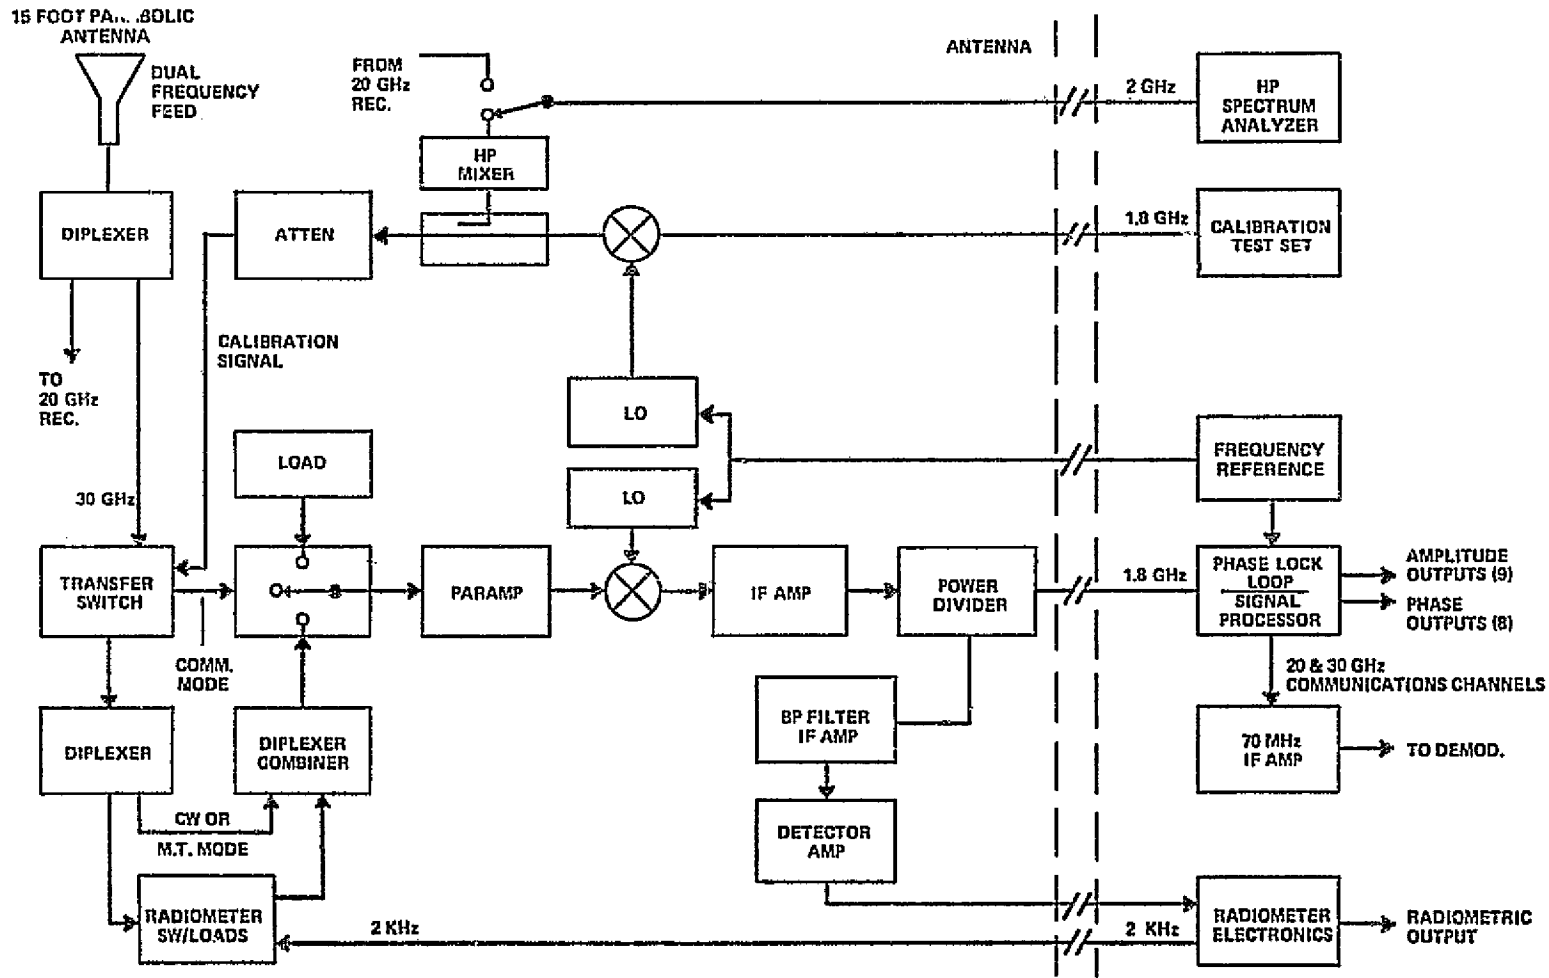 15 FOOT PA...BOLIC
ANTENNA
DUAL
FREQUENCY
FEED
FROM
20 GHz
REC.
ANTENNA
2 GHz
HP
SPECTRUM
ANALYZER
HP
MIXER
DIPLEXER
ATTEN
1.8 GHz
CALIBRATION
TEST SET
CALIBRATION
SIGNAL
TO
20 GHz
REC.
LO
LOAD
FREQUENCY
REFERENCE
30 GHz
LO
TRANSFER
SWITCH
PARAMP
IF AMP
POWER
DIVIDER
1.8 GHz
PHASE LOCK
LOOP
SIGNAL
PROCESSOR
AMPLITUDE
OUTPUTS (9)
PHASE
OUTPUTS (8)
COMM.
MODE
20 & 30 GHz
COMMUNICATIONS CHANNELS
DIPLEXER
DIPLEXER
COMBINER
BP FILTER
IF AMP
70 MHz
IF AMP
TO DEMOD.
CW OR
M.T. MODE
DETECTOR
AMP
RADIOMETER
SW/LOADS
2 KHz
2 KHz
RADIOMETER
ELECTRONICS
RADIOMETRIC
OUTPUT